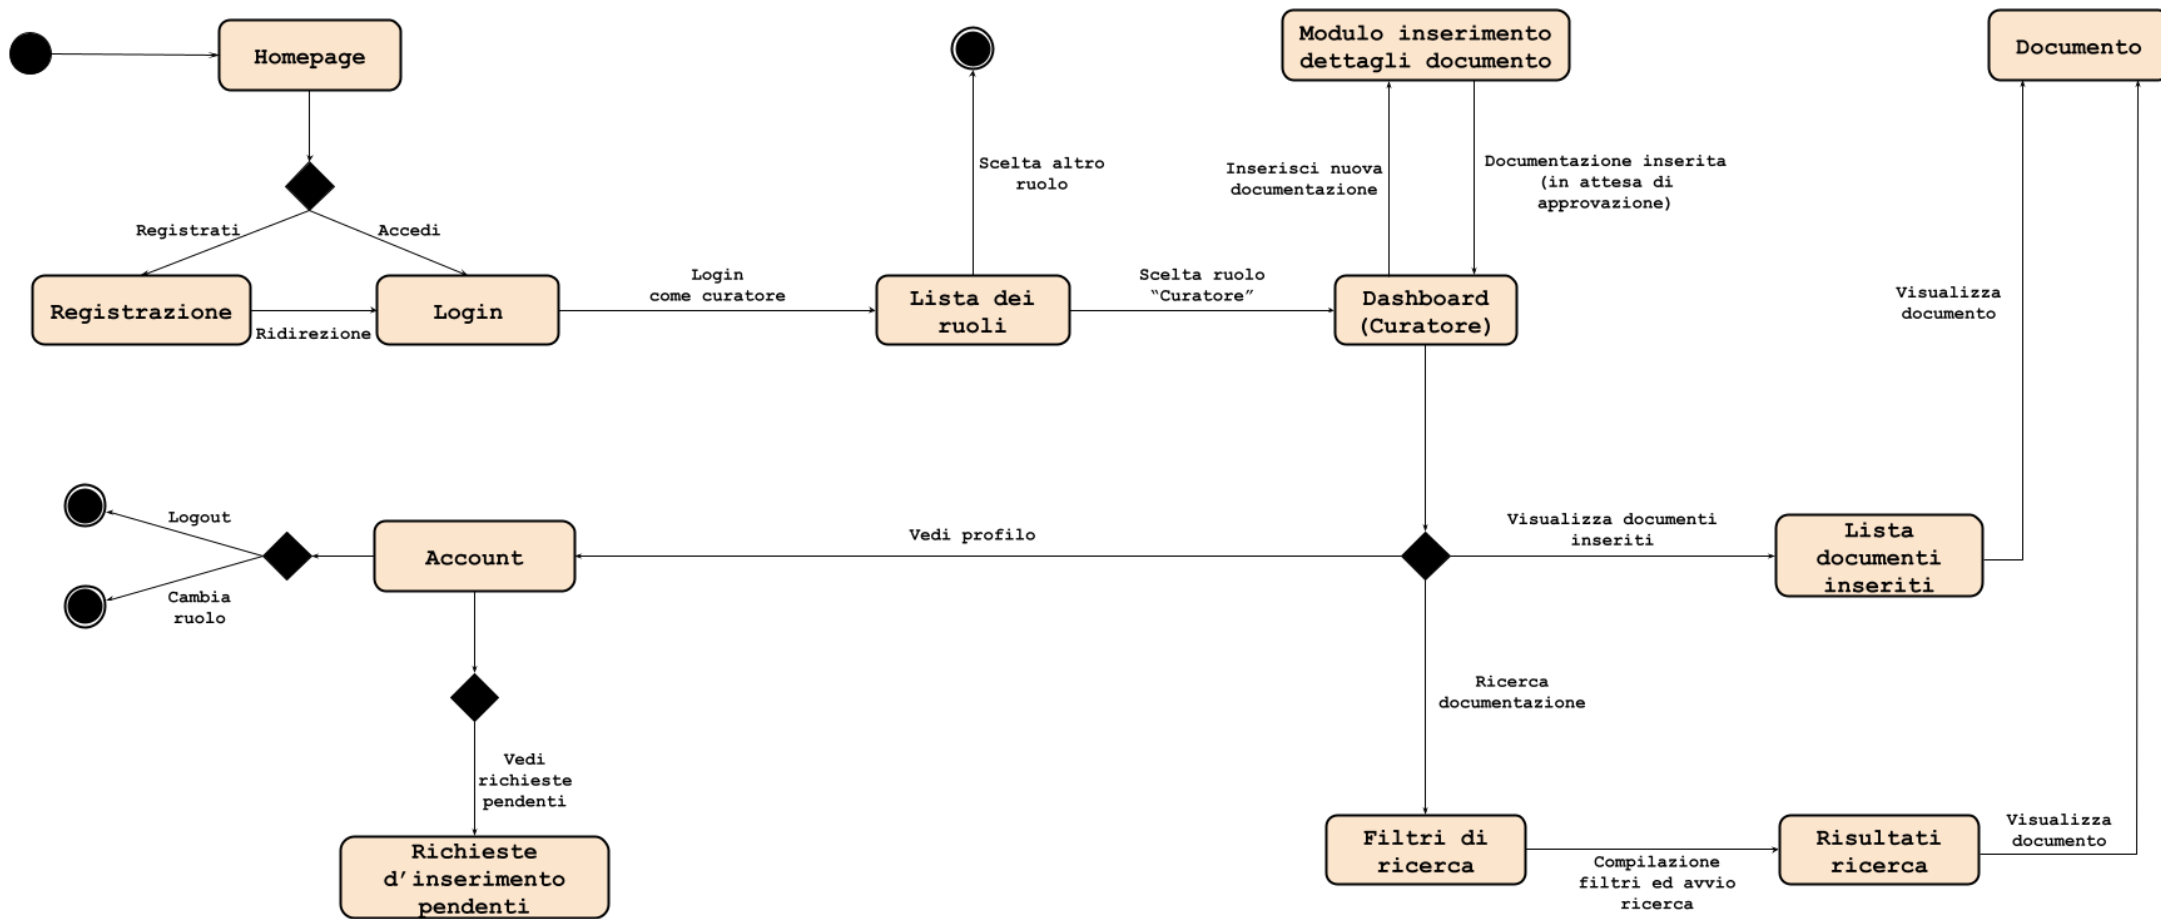 Homepage
Modulo inserimento
dettagli documento
Documento
Scelta altro
ruolo
Inserisci nuova
documentazione
Documentazione inserita
(in attesa di
approvazione)
Registrati
Accedi
Registrazione
Ridirezione
Login
Login
come curatore
Lista dei
ruoli
Scelta ruolo
“Curatore”
Dashboard
(Curatore)
Visualizza
documento
Logout
Cambia
ruolo
Account
Vedi profilo
Visualizza documenti
inseriti
Lista
documenti
inseriti
Vedi
richieste
pendenti
Richieste
d’inserimento
pendenti
Ricerca
documentazione
Filtri di
ricerca
Compilazione
filtri ed avvio
ricerca
Risultati
ricerca
Visualizza
documento